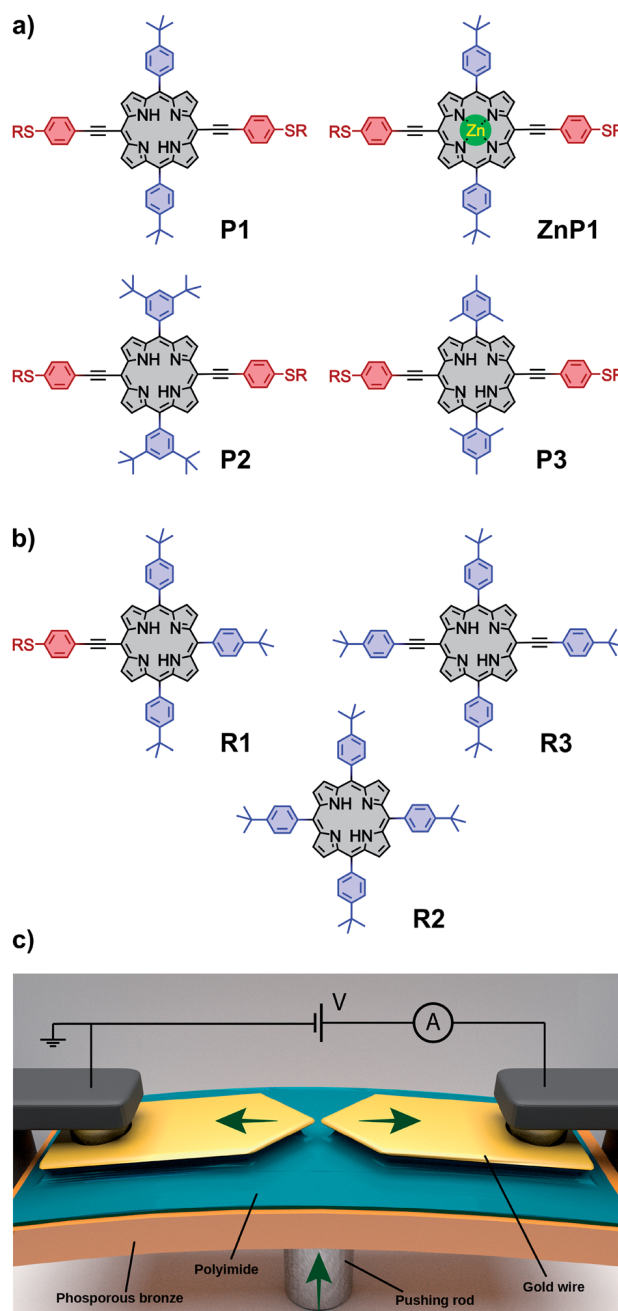 a)
RS
NH
N
N
HN
SR
P1
RS
N
N
N
N
Zn
SR
ZnP1
RS
NH
N
N
HN
SR
P2
RS
NH
N
N
HN
SR
P3
b)
RS
NH
N
N
HN
R1
NH
N
N
HN
R3
NH
N
N
HN
R2
c)
V
A
Polyimide
Phosporous bronze
Pushing rod
Gold wire